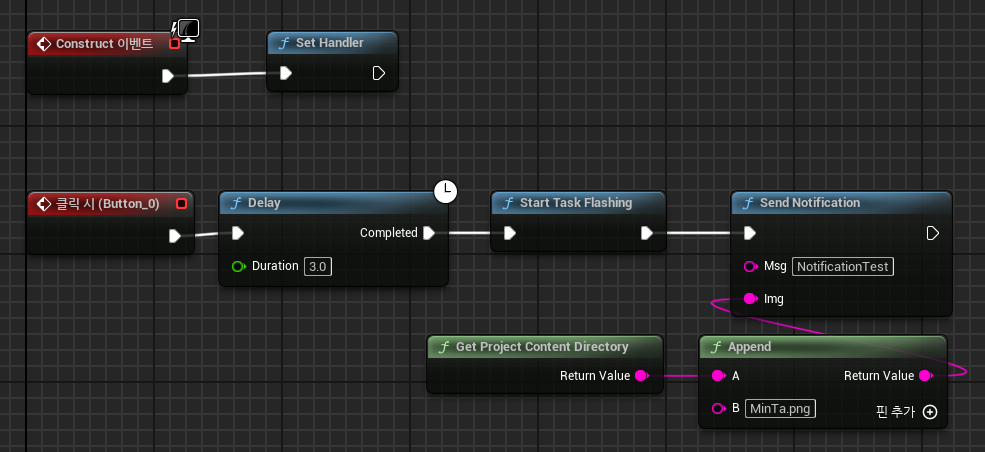 Construct 이벤트
Set Handler
클릭 시 (Button_0)
Delay
Completed
Duration 3.0
Start Task Flashing
Send Notification
Msg NotificationTest
Img
Get Project Content Directory
Return Value
Append
A Return Value
B MinTa.png 핀 추가